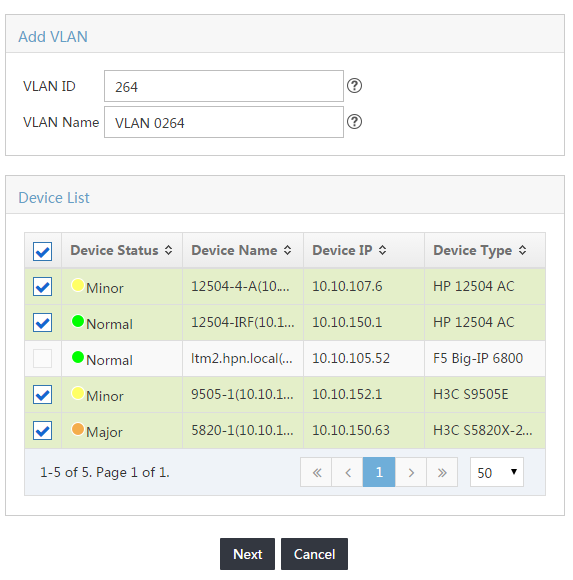 Add VLAN
VLAN ID 264 ?
VLAN Name VLAN 0264 ?
Device List
Device Status Device Name Device IP Device Type
Minor 12504-4-A(10.... 10.10.107.6 HP 12504 AC
Normal 12504-IRF(10.1... 10.10.150.1 HP 12504 AC
Normal ltm2.hpn.local(... 10.10.105.52 F5 Big-IP 6800
Minor 9505-1(10.10.1... 10.10.152.1 H3C S9505E
Major 5820-1(10.10.1... 10.10.150.63 H3C S5820X-2...
1-5 of 5. Page 1 of 1. « ‹ 1 › » 50
Next Cancel